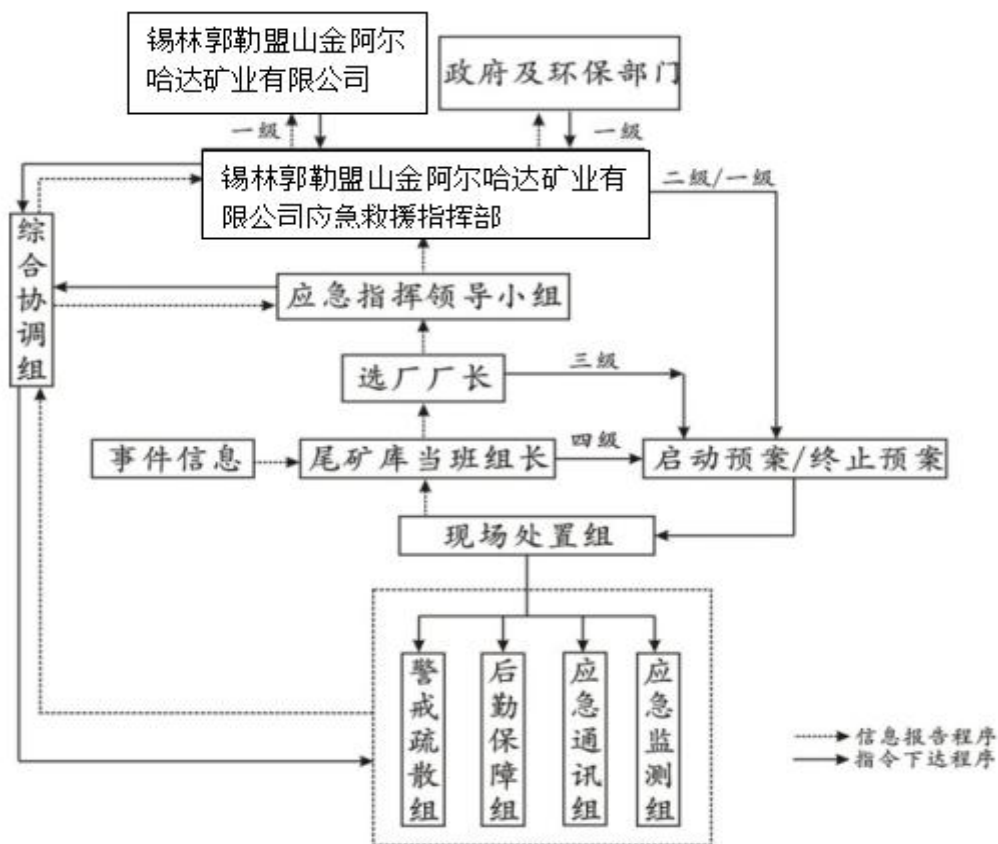 锡林郭勒盟山金阿尔
哈达矿业有限公司
政府及环保部门
一级
一级
锡林郭勒盟山金阿尔哈达矿业有
限公司应急救援指挥部
二级/一级
综合协调组
应急指挥领导小组
选厂厂长
三级
事件信息
尾矿库当班组长
四级
启动预案/终止预案
现场处置组
警戒疏散组
后勤保障组
应急通讯组
应急监测组
信息报告程序
指令下达程序